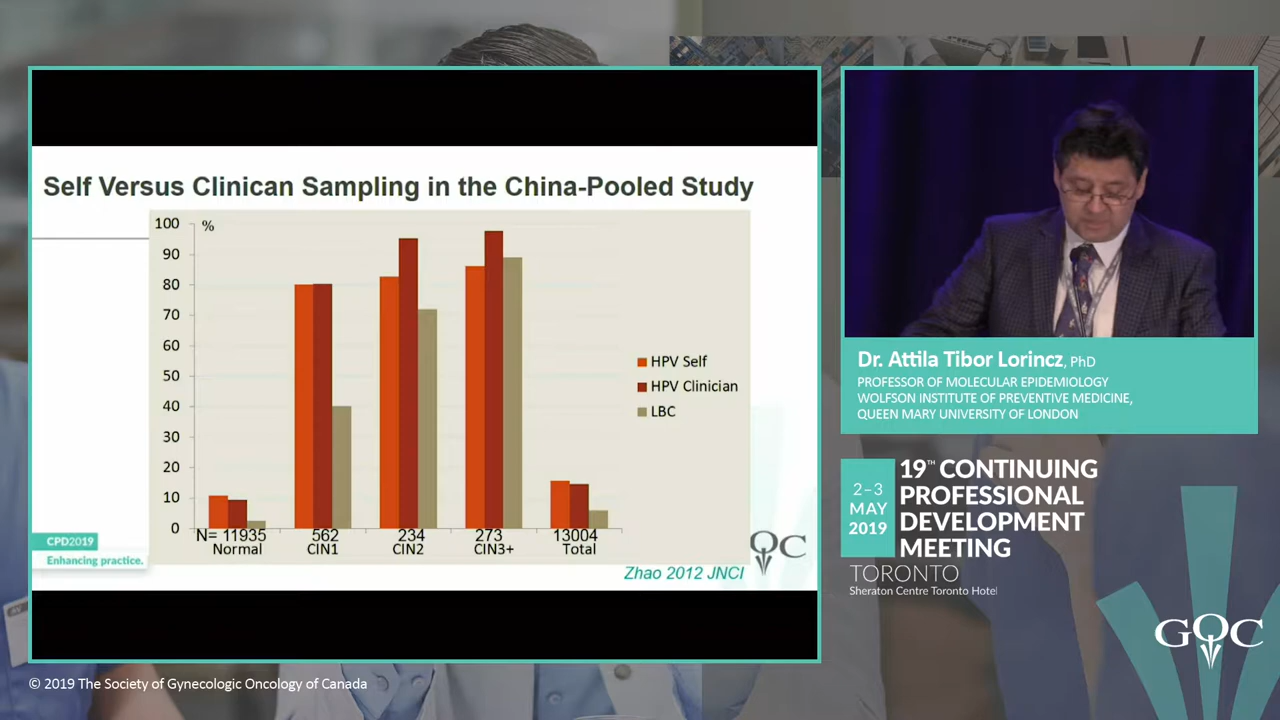 Self Versus Clinican Sampling in the China-Pooled Study
100
%
90
80
70
60
50
40
30
20
10
0
HPV Self
HPV Clinician
LBC
N= 11935 562 234 273 13004
Normal CIN1 CIN2 CIN3+ Total
CPD2019
Enhancing practice.
GOC
Zhao 2012 JNCI
Dr. Attila Tibor Lorincz, PhD
PROFESSOR OF MOLECULAR EPIDEMIOLOGY
WOLFSON INSTITUTE OF PREVENTIVE MEDICINE,
QUEEN MARY UNIVERSITY OF LONDON
2–3
MAY
2019
19TH CONTINUING
PROFESSIONAL
DEVELOPMENT
MEETING
TORONTO
Sheraton Centre Toronto Hotel
GOC
© 2019 The Society of Gynecologic Oncology of Canada